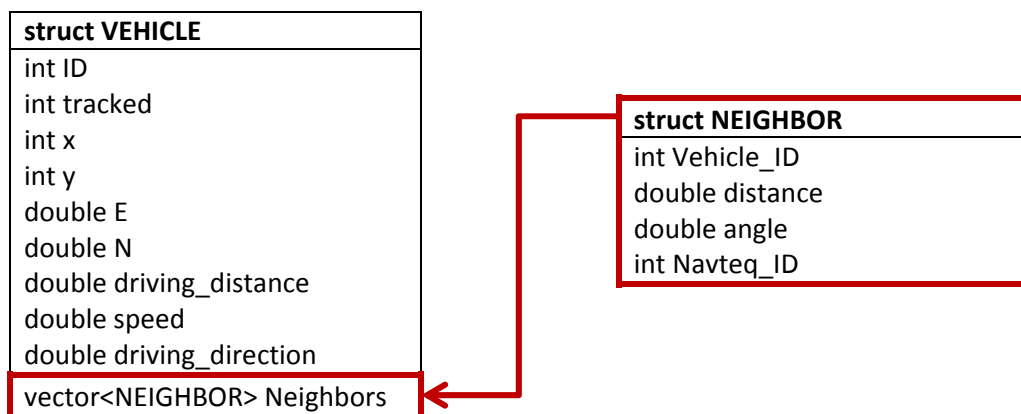 struct VEHICLE
int ID
int tracked
int x
int y
double E
double N
double driving_distance
double speed
double driving_direction
vector<NEIGHBOR> Neighbors
struct NEIGHBOR
int Vehicle_ID
double distance
double angle
int Navteq_ID